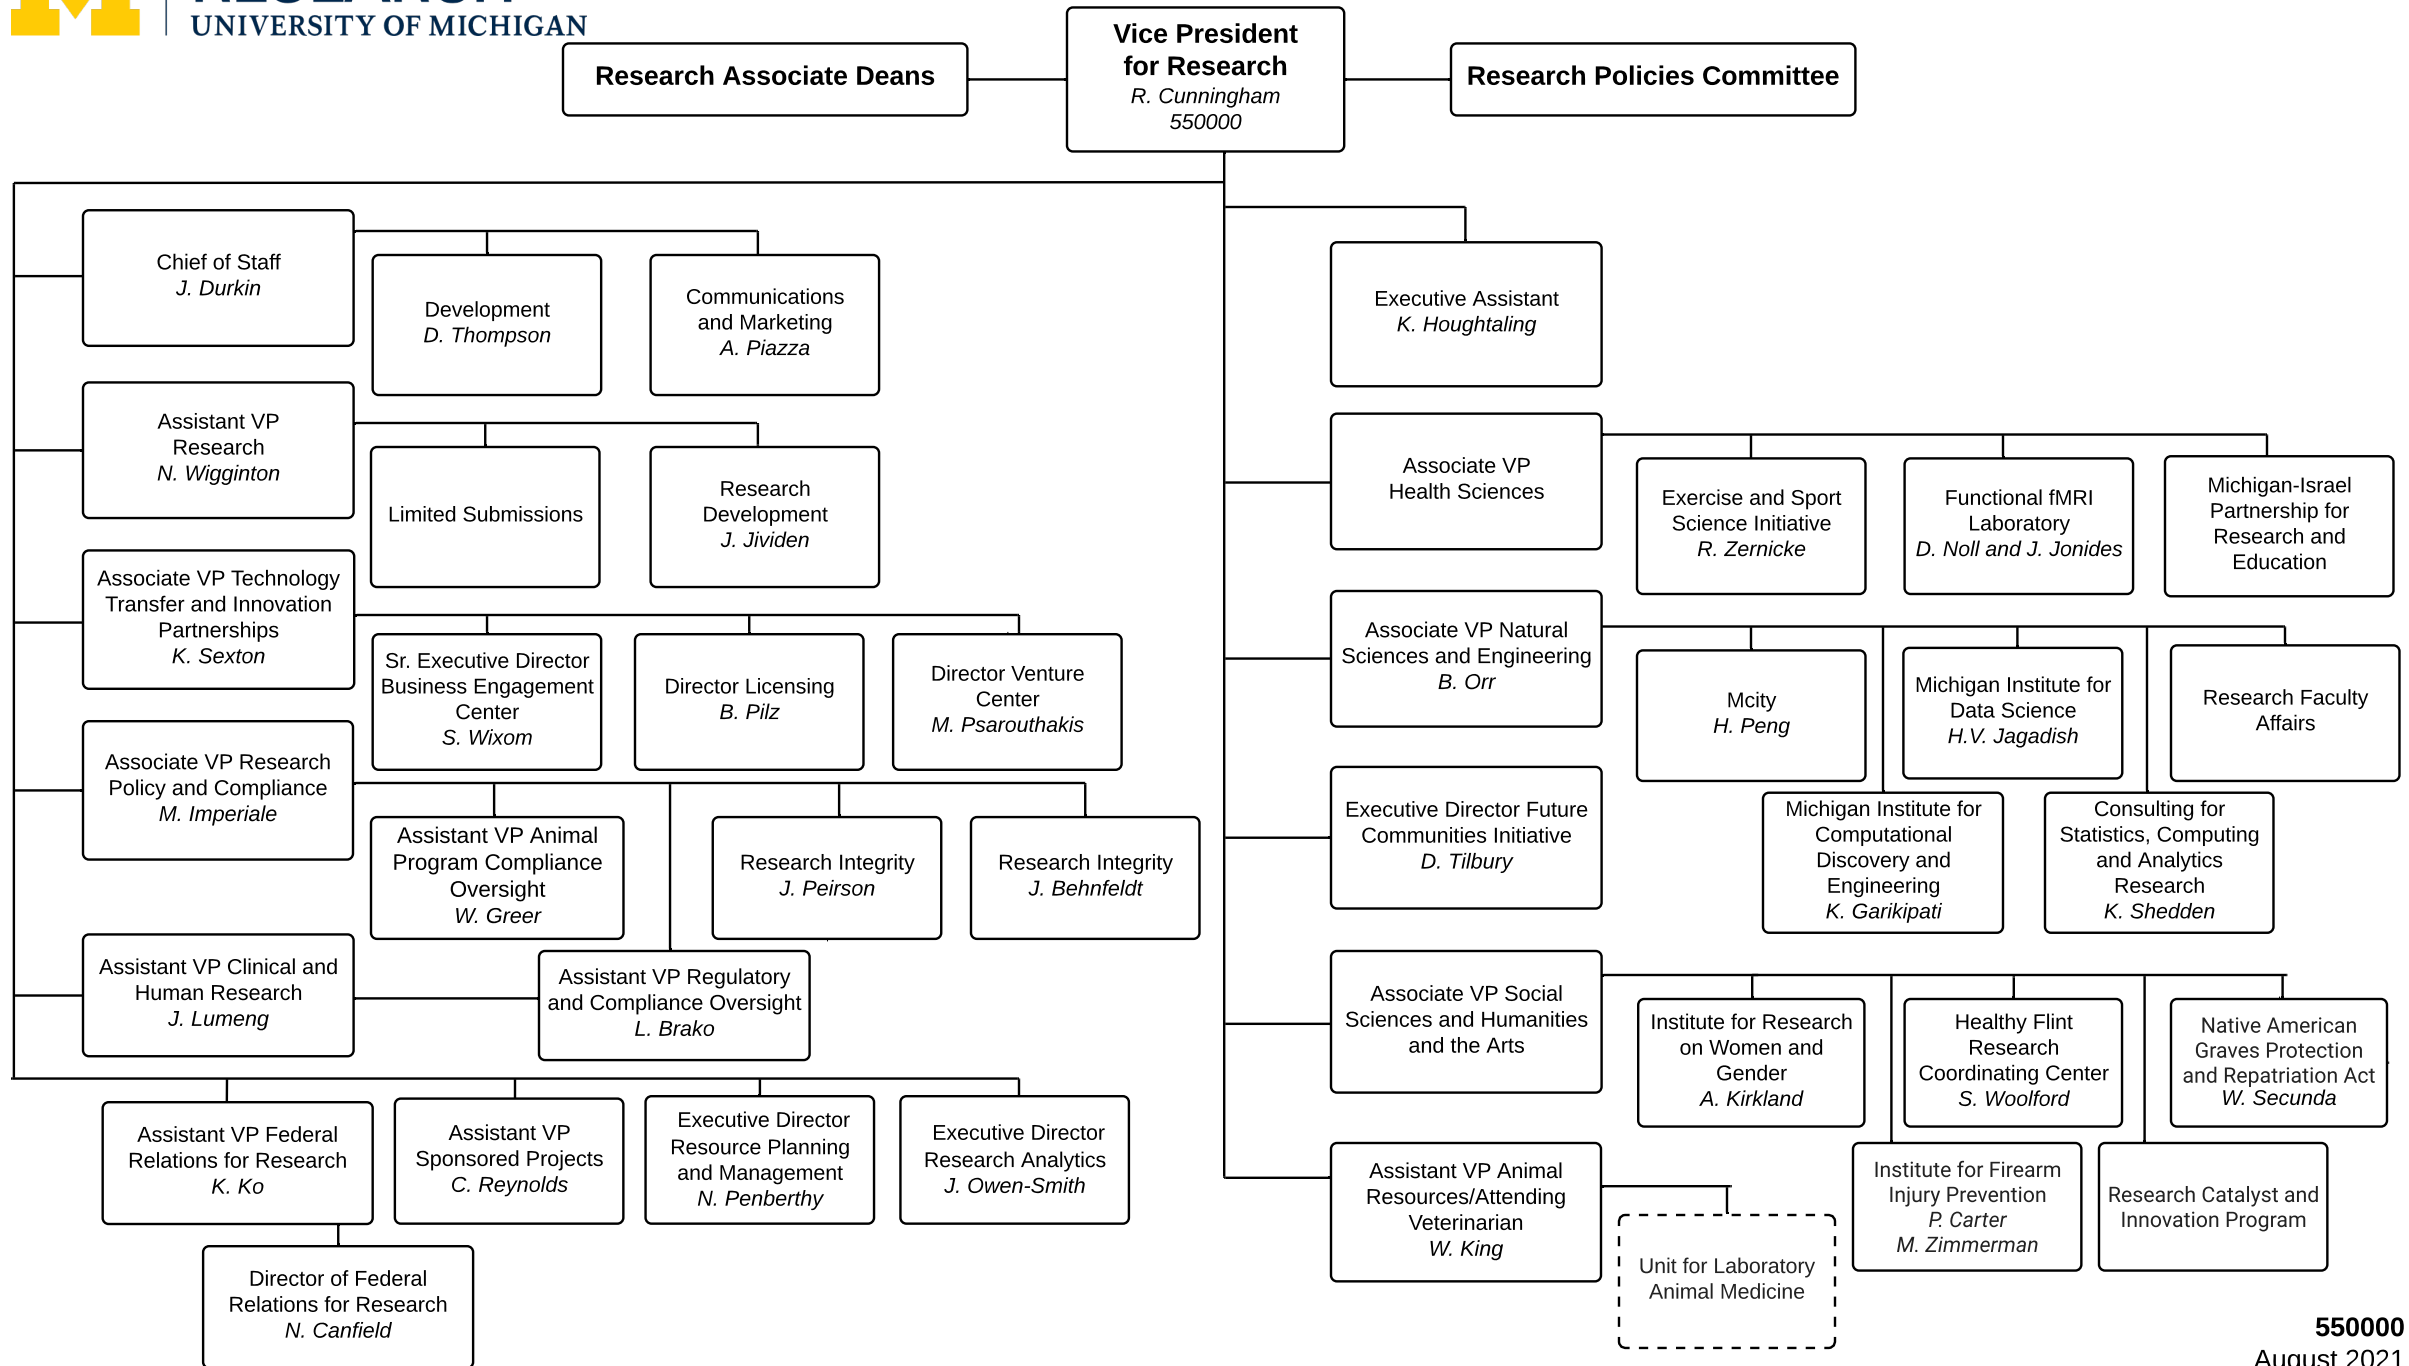 RESEARCH
UNIVERSITY OF MICHIGAN
Research Associate Deans
Vice President
for Research
R. Cunningham
550000
Research Policies Committee
Chief of Staff
J. Durkin
Development
D. Thompson
Communications
and Marketing
A. Piazza
Executive Assistant
K. Houghtaling
Assistant VP
Research
N. Wigginton
Limited Submissions
Research
Development
J. Jividen
Associate VP
Health Sciences
Exercise and Sport
Science Initiative
R. Zernicke
Functional fMRI
Laboratory
D. Noll and J. Jonides
Michigan-Israel
Partnership for
Research and
Education
Associate VP Technology
Transfer and Innovation
Partnerships
K. Sexton
Sr. Executive Director
Business Engagement
Center
S. Wixom
Director Licensing
B. Pilz
Director Venture
Center
M. Psarouthakis
Associate VP Natural
Sciences and Engineering
B. Orr
Mcity
H. Peng
Michigan Institute for
Data Science
H.V. Jagadish
Research Faculty
Affairs
Michigan Institute for
Computational
Discovery and
Engineering
K. Garikipati
Consulting for
Statistics, Computing
and Analytics
Research
K. Shedden
Associate VP Research
Policy and Compliance
M. Imperiale
Assistant VP Animal
Program Compliance
Oversight
W. Greer
Research Integrity
J. Peirson
Research Integrity
J. Behnfeldt
Executive Director Future
Communities Initiative
D. Tilbury
Assistant VP Clinical and
Human Research
J. Lumeng
Assistant VP Regulatory
and Compliance Oversight
L. Brako
Associate VP Social
Sciences and Humanities
and the Arts
Institute for Research
on Women and
Gender
A. Kirkland
Healthy Flint
Research
Coordinating Center
S. Woolford
Native American
Graves Protection
and Repatriation Act
W. Secunda
Institute for Firearm
Injury Prevention
P. Carter
M. Zimmerman
Research Catalyst and
Innovation Program
Assistant VP Federal
Relations for Research
K. Ko
Assistant VP
Sponsored Projects
C. Reynolds
Executive Director
Resource Planning
and Management
N. Penberthy
Executive Director
Research Analytics
J. Owen-Smith
Assistant VP Animal
Resources/Attending
Veterinarian
W. King
Unit for Laboratory
Animal Medicine
Director of Federal
Relations for Research
N. Canfield
550000
August 2021